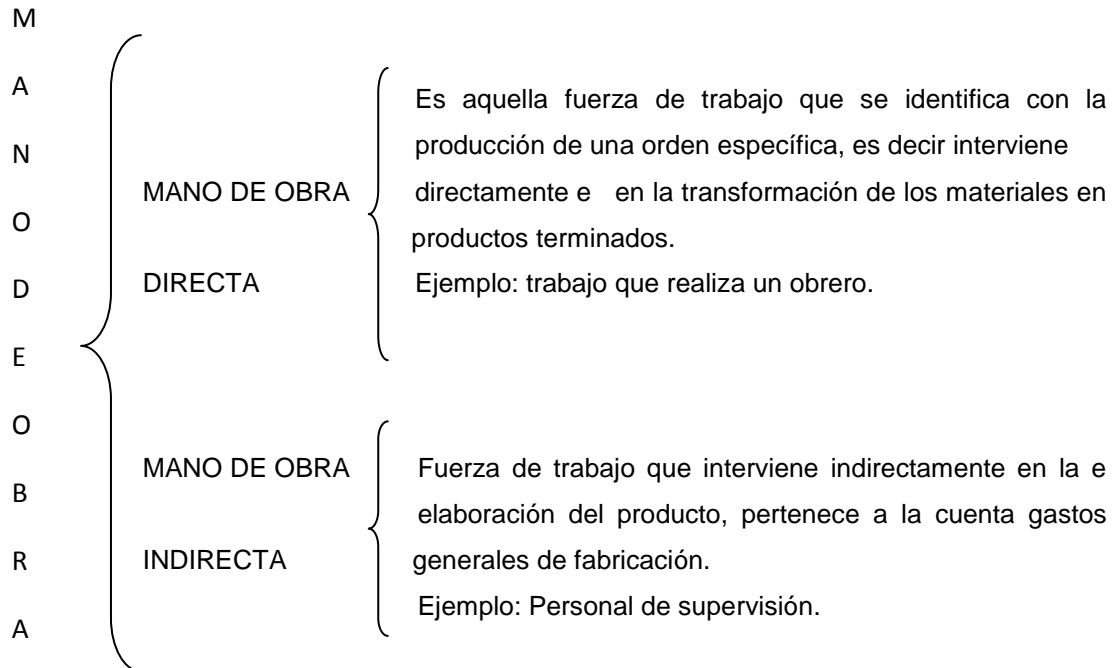 M
A
N
O
D
E
O
B
R
A
MANO DE OBRA
DIRECTA
Es aquella fuerza de trabajo que se identifica con la
producción de una orden específica, es decir interviene
directamente e en la transformación de los materiales en
productos terminados.
Ejemplo: trabajo que realiza un obrero.
MANO DE OBRA
INDIRECTA
Fuerza de trabajo que interviene indirectamente en la e
elaboración del producto, pertenece a la cuenta gastos
generales de fabricación.
Ejemplo: Personal de supervisión.